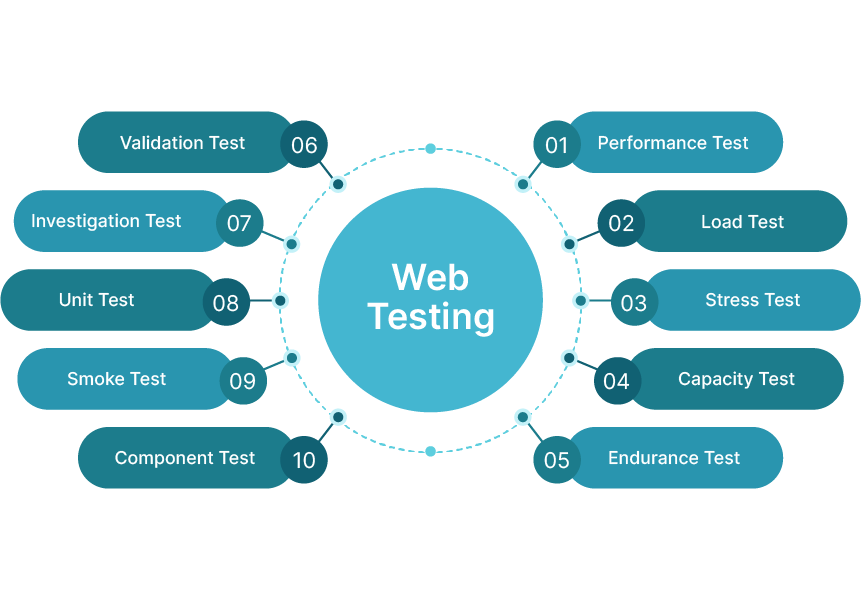 Web
Testing
01
Performance Test
02
Load Test
03
Stress Test
04
Capacity Test
05
Endurance Test
06
Validation Test
07
Investigation Test
08
Unit Test
09
Smoke Test
10
Component Test